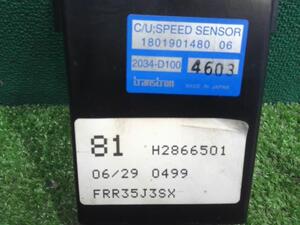 C/U;SPEED SENSOR
1801901480 06
2034-D100 4603
transtron MADE IN JAPAN
81 H2866501
06/29 0499
FRR35J3SX